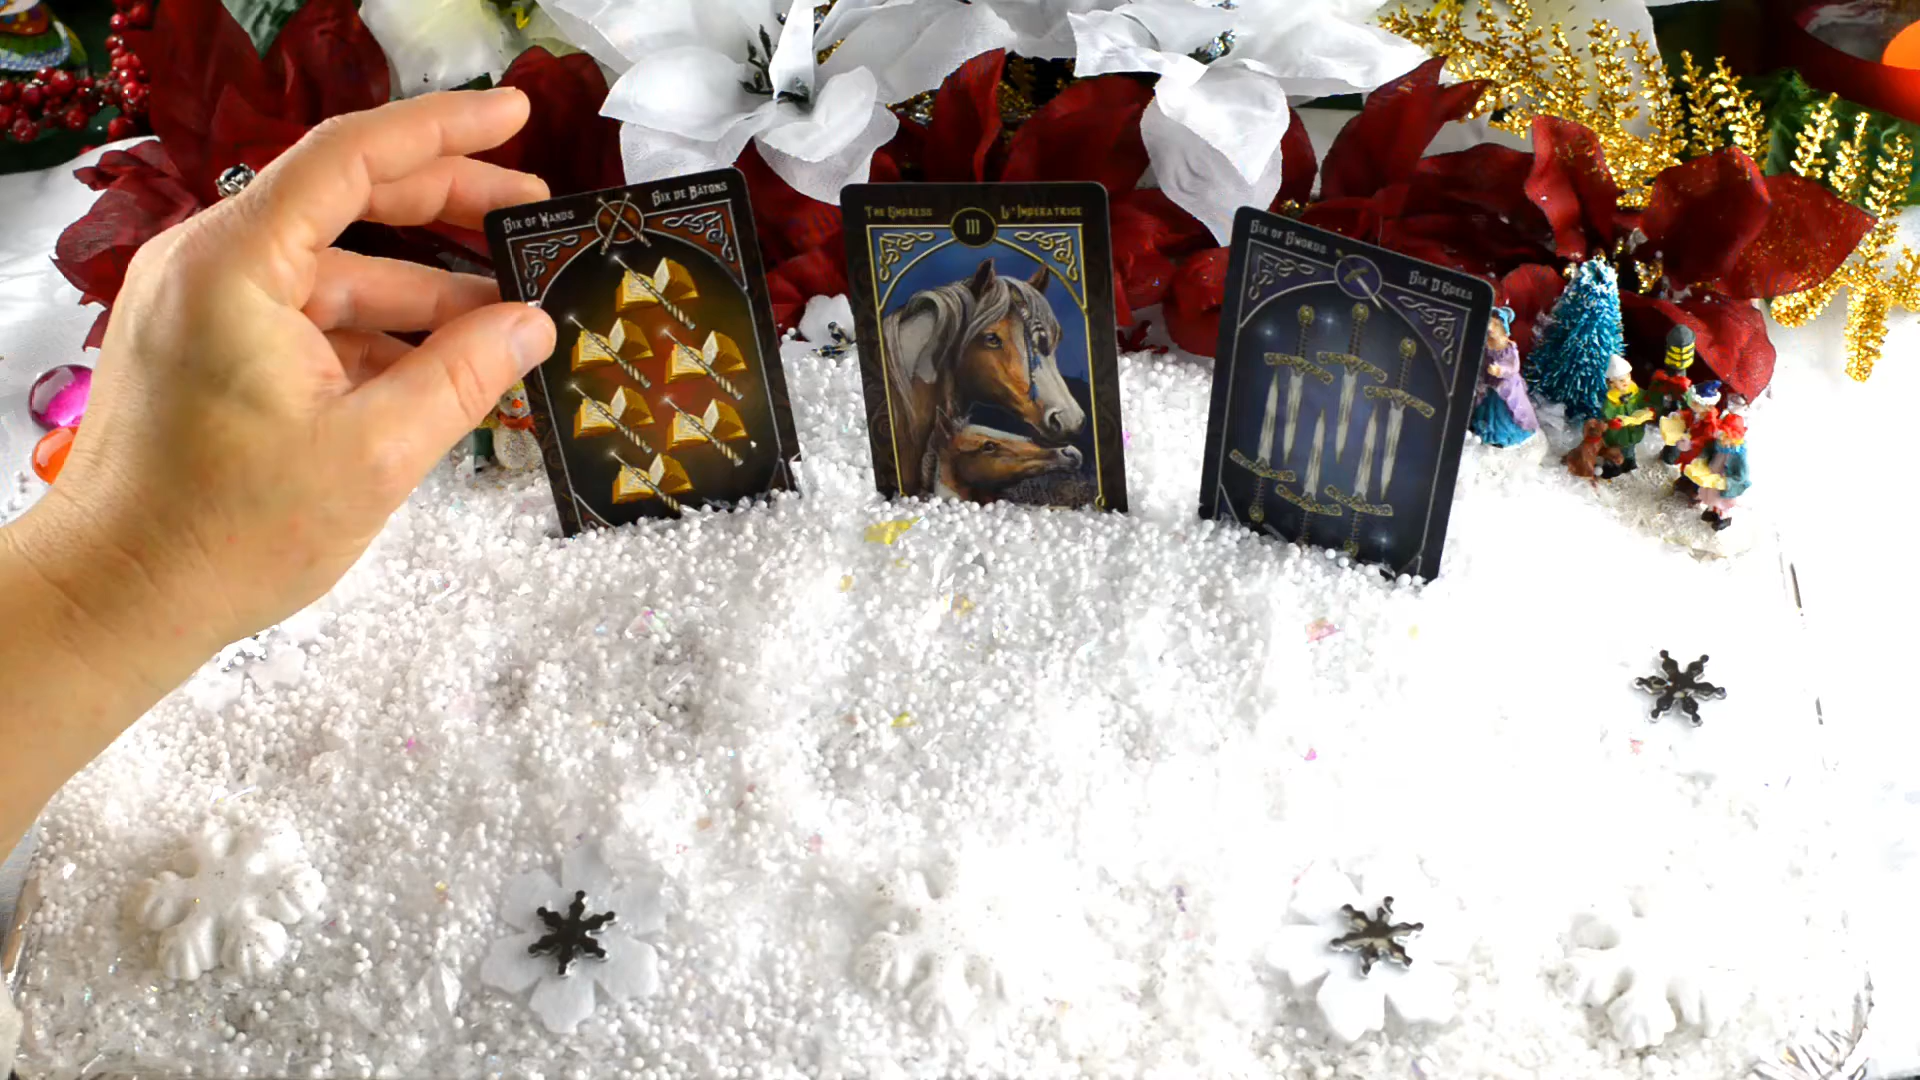 Six of Wands
Six de Bâtons
The Empress
III
L'Impératrice
Six of Swords
Six D'Épées